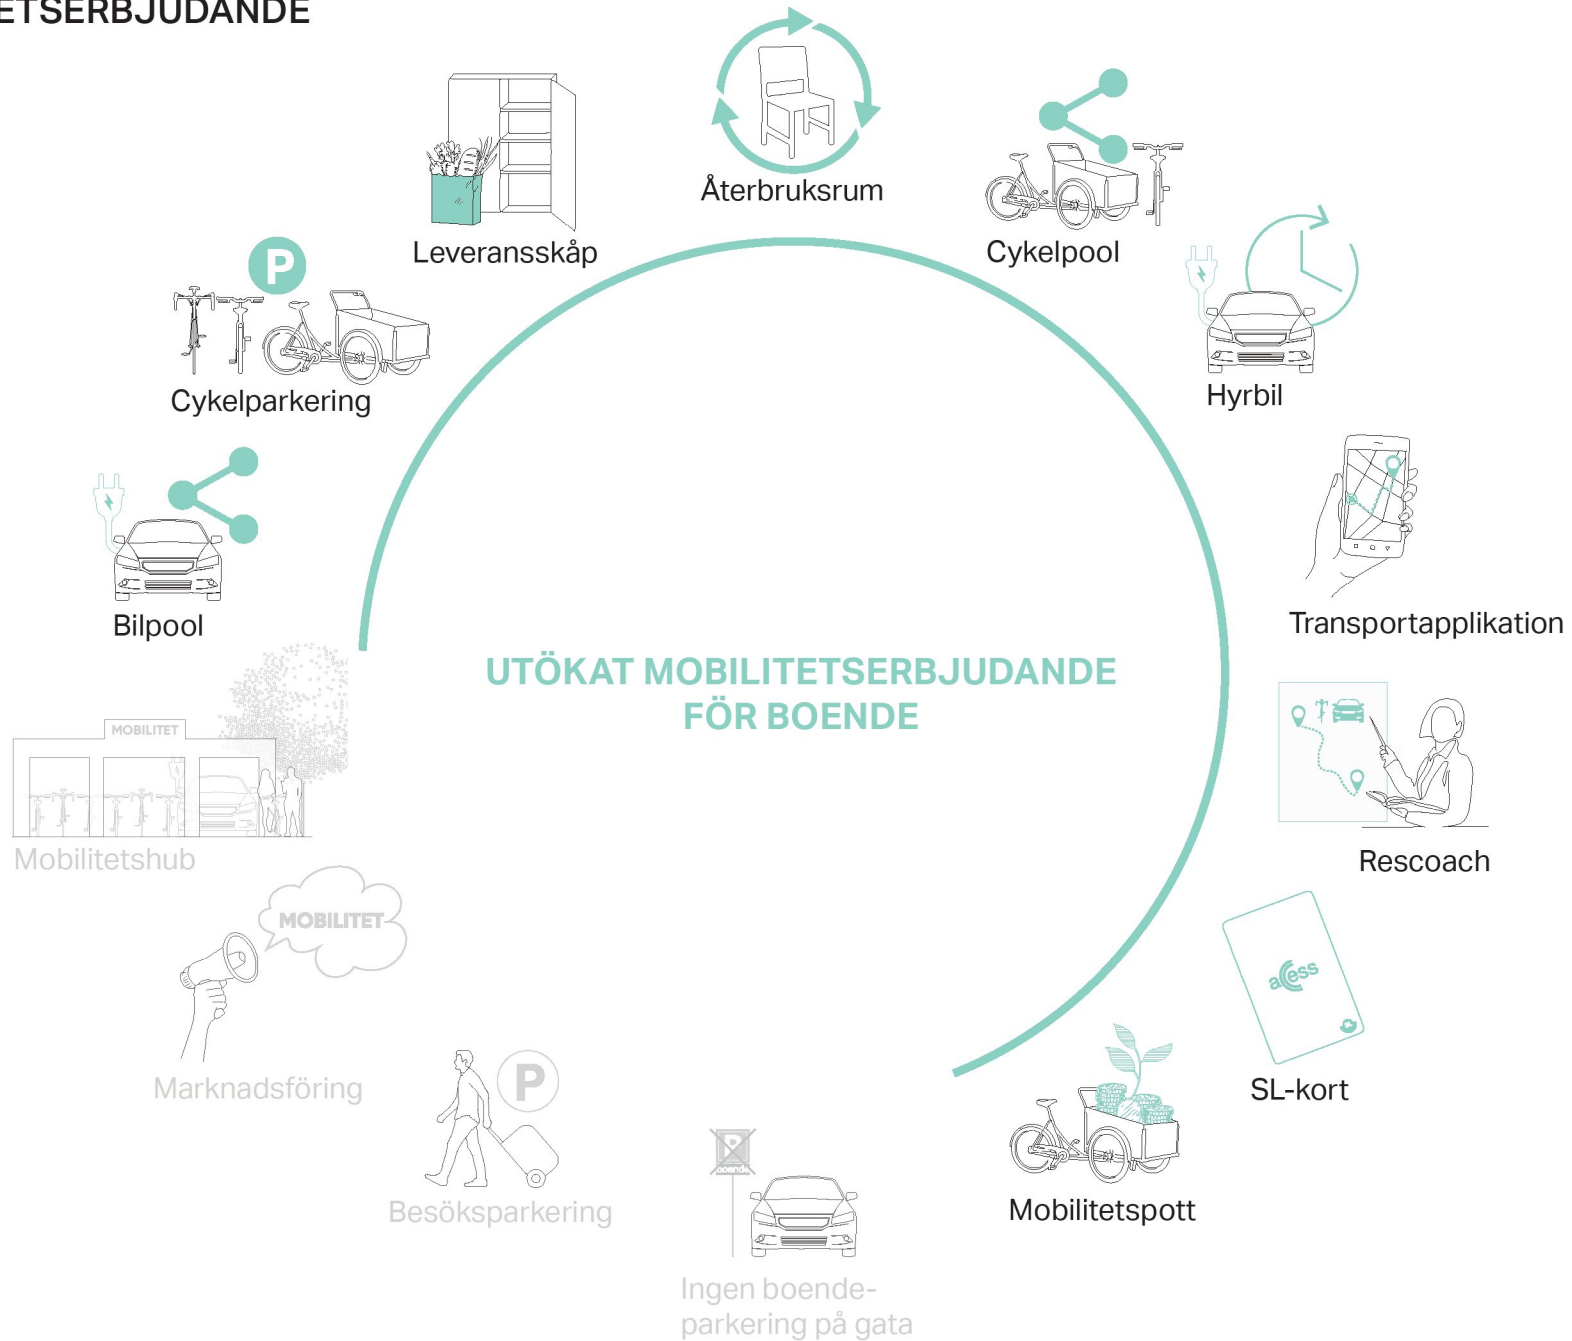 ETSERBJUDANDE
Återbruksrum
P
Leveransskåp
Cykelpool
Cykelparkering
Hyrbil
Bilpool
Transportapplikation
UTÖKAT MOBILITETSERBJUDANDE
FÖR BOENDE
MOBILITET
Mobilitetshub
Rescoach
MOBILITET
access
Marknadsföring
SL-kort
P
Besöksparkering
P
boende
Mobilitetspott
Ingen boende-
parkering på gata